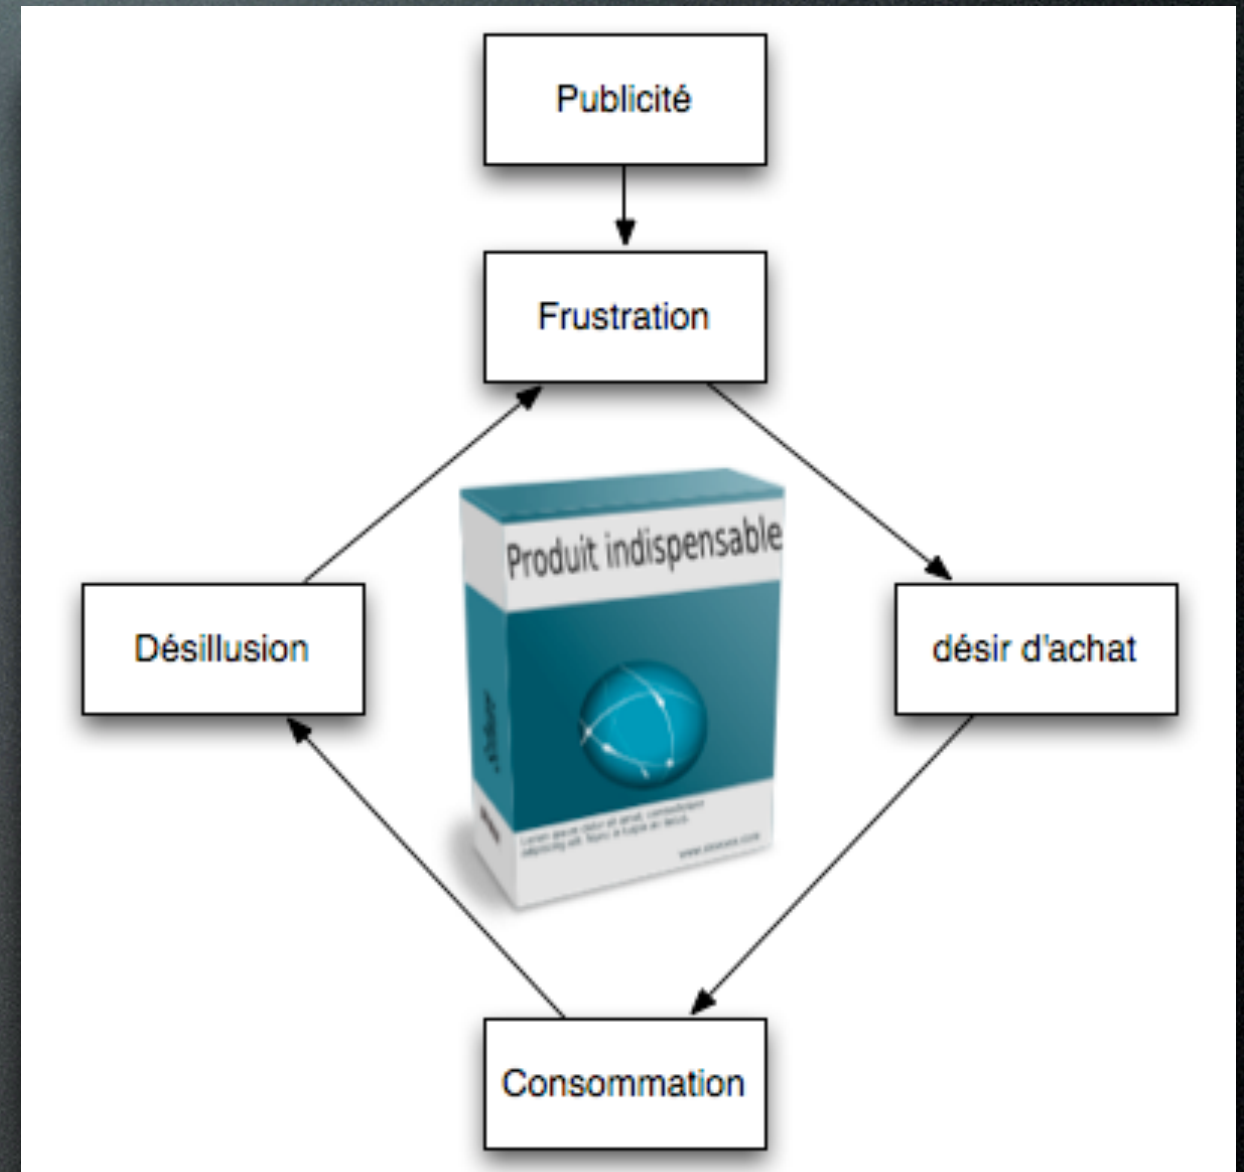 Publicité
Frustration
Produit indispensable
Désillusion
désir d'achat
Consommation